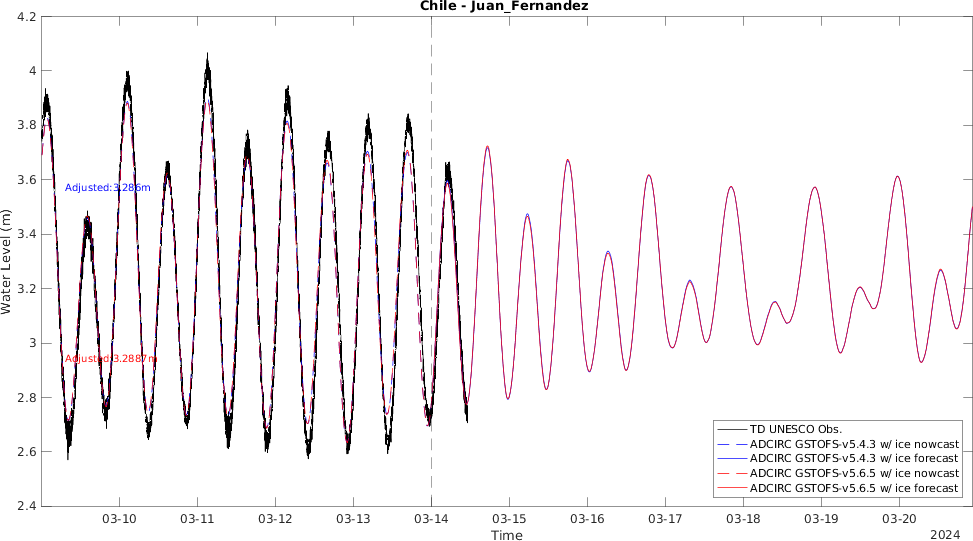 Chile - Juan_Fernandez
4.2
4
3.8
3.6
3.4
3.2
3
2.8
2.6
2.4
Water Level (m)
Adjusted:3.286m
Adjusted:3.2887m
TD UNESCO Obs.
ADCIRC GSTOFS-v5.4.3 w/ ice nowcast
ADCIRC GSTOFS-v5.4.3 w/ ice forecast
ADCIRC GSTOFS-v5.6.5 w/ ice nowcast
ADCIRC GSTOFS-v5.6.5 w/ ice forecast
03-10 03-11 03-12 03-13 03-14 03-15 03-16 03-17 03-18 03-19 03-20
Time
2024